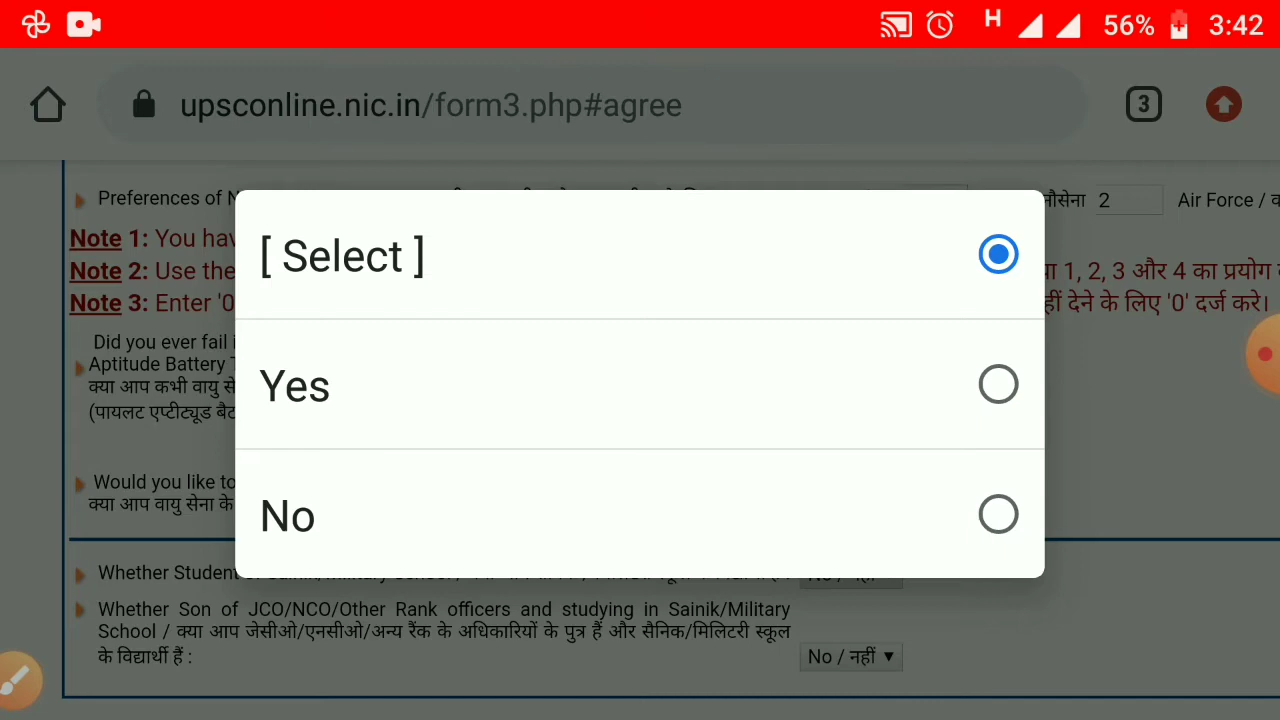 H 56% 3:42
upsconline.nic.in/form3.php#agree 3
Preferences of N नौसेना 2 Air Force /
[ Select ]
Note 1: You hav
Note 2: Use the या 1, 2, 3 और 4 का प्रयोग
Note 3: Enter '0 हीं देने के लिए '0' दर्ज करे।
Did you ever fail i
Aptitude Battery T
क्या आप कभी वायु से
(पायलट एप्टीट्यूड बैट
Yes
Would you like to
क्या आप वायु सेना के
No
Whether Student
Whether Son of JCO/NCO/Other Rank officers and studying in Sainik/Military
School / क्या आप जेसीओ/एनसीओ/अन्य रैंक के अधिकारियों के पुत्र हैं और सैनिक/मिलिटरी स्कूल
के विद्यार्थी हैं : No / नहीं